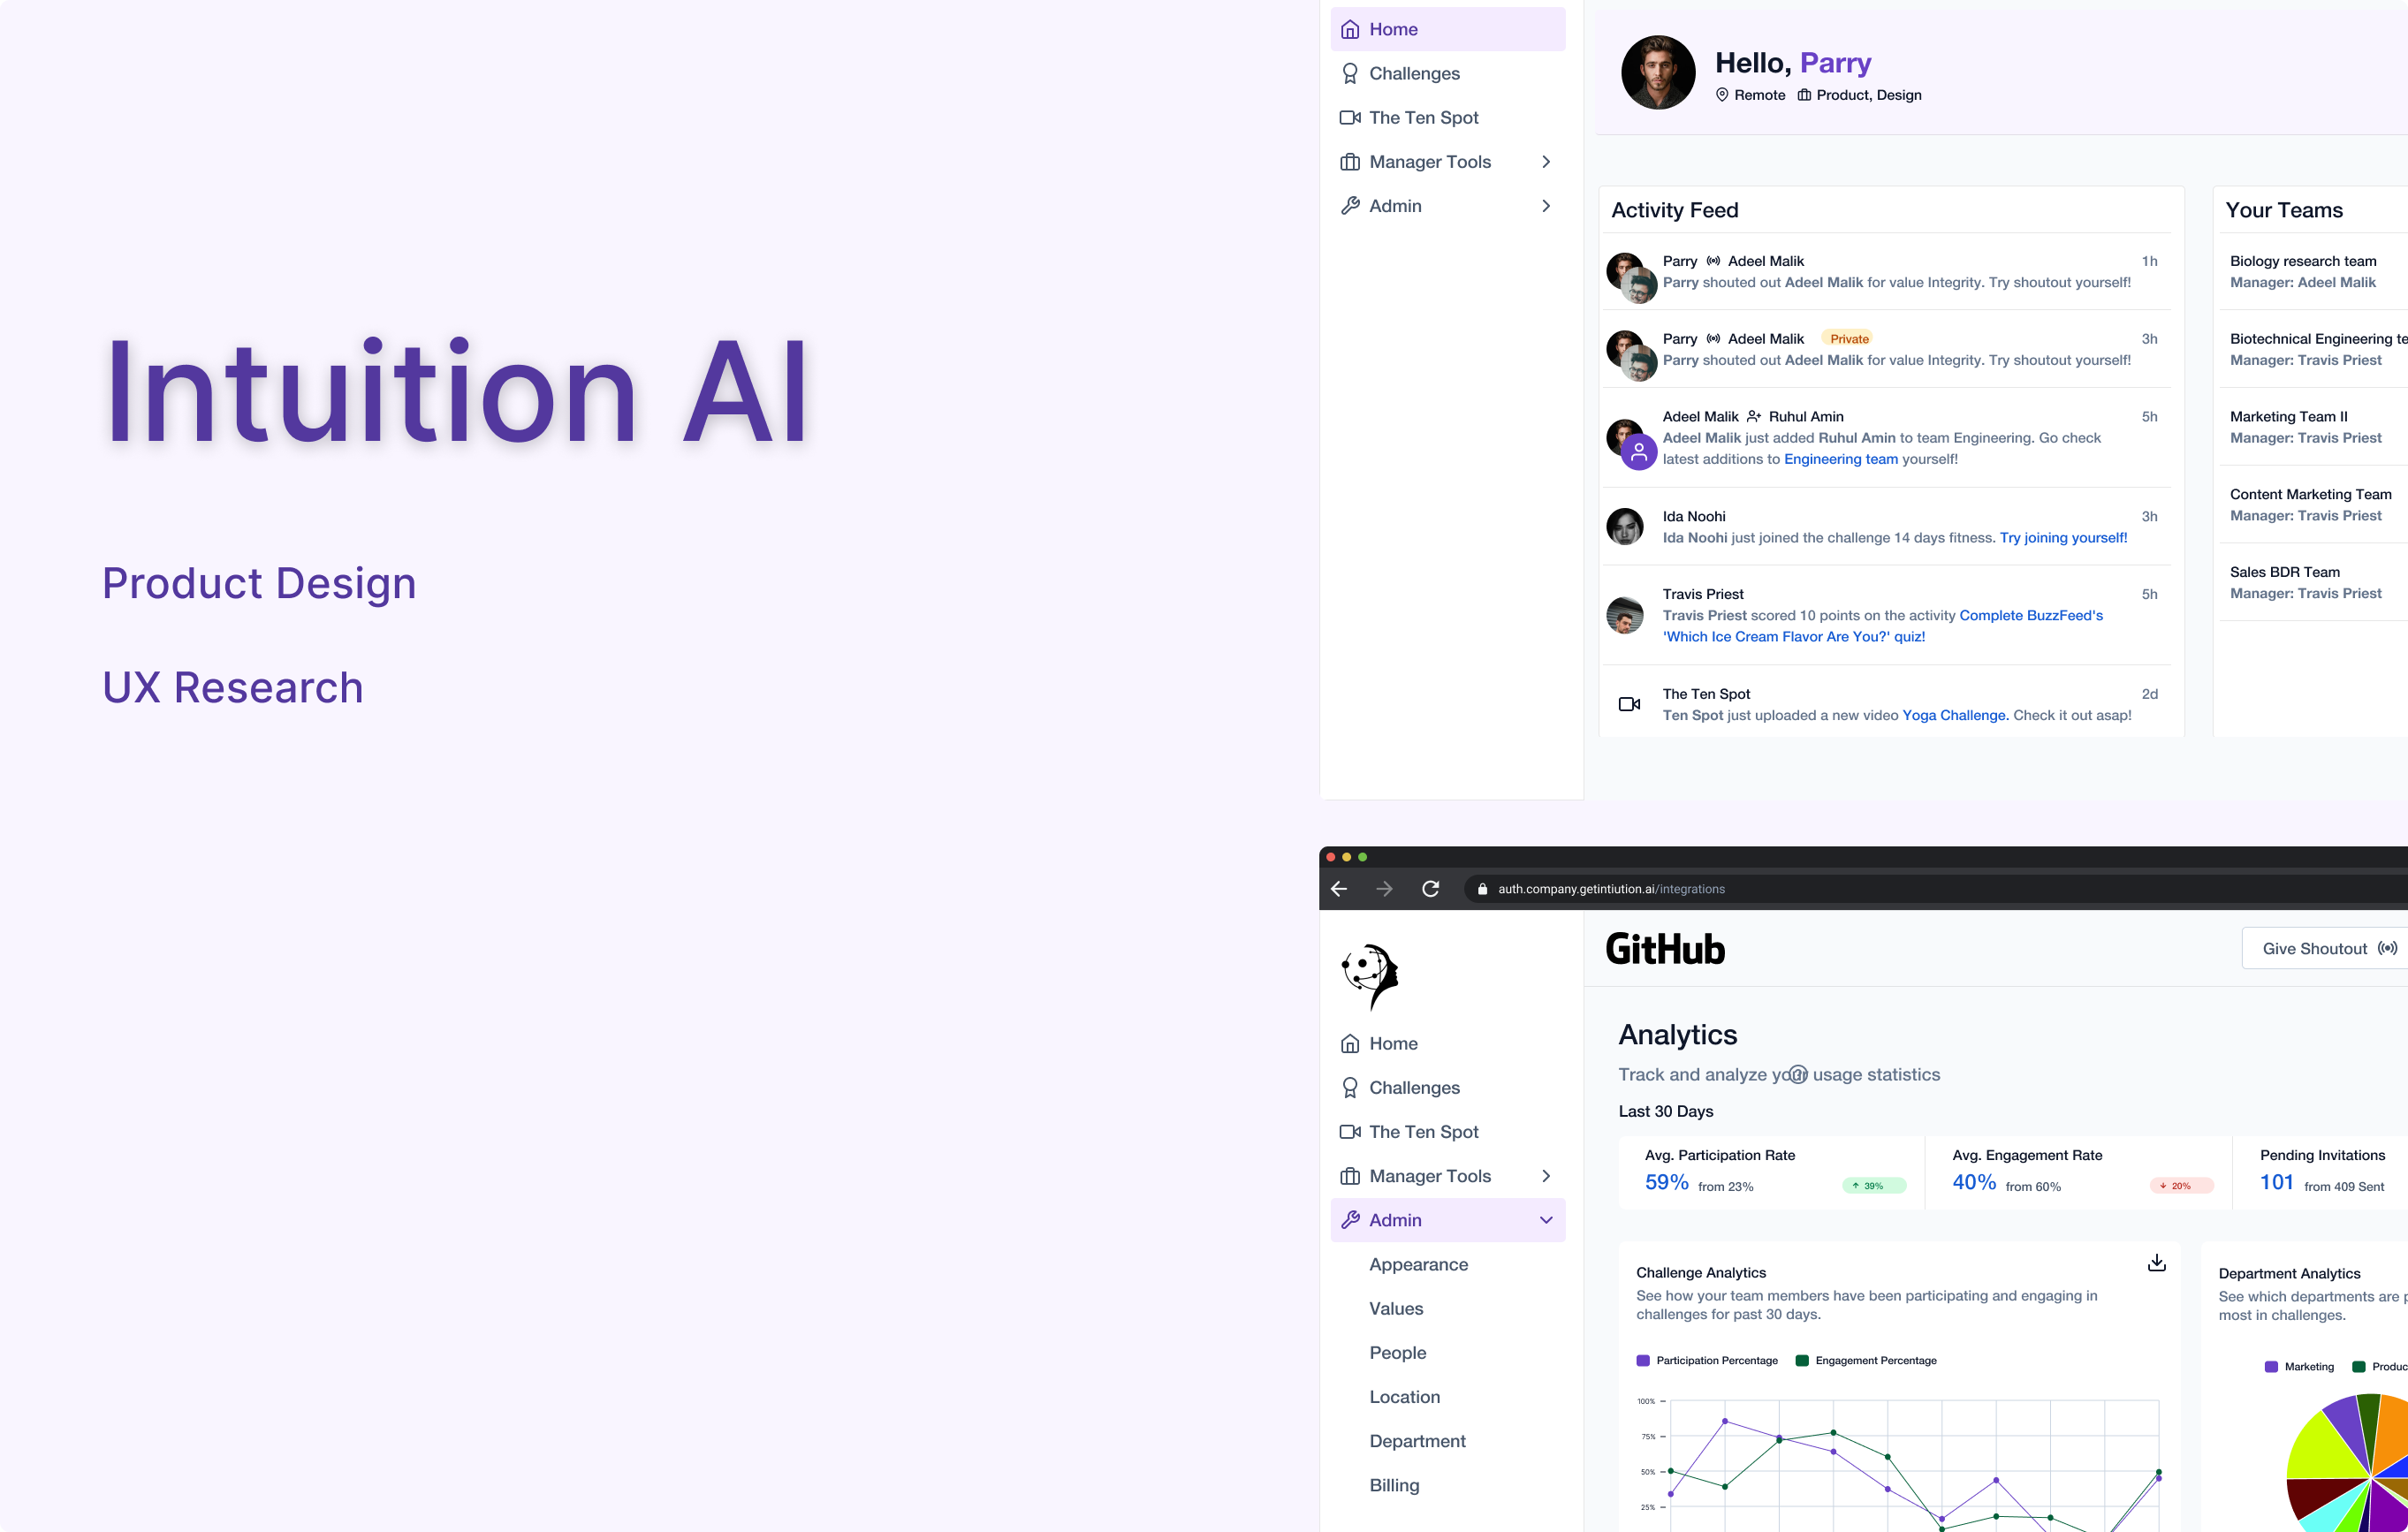 Intuition AI
Product Design
UX Research
Home
Challenges
The Ten Spot
Manager Tools
Admin
Hello, Parry
Remote Product, Design
Activity Feed
Parry Adeel Malik 1h
Parry shouted out Adeel Malik for value Integrity. Try shoutout yourself!
Parry Adeel Malik Private 3h
Parry shouted out Adeel Malik for value Integrity. Try shoutout yourself!
Adeel Malik Ruhul Amin 5h
Adeel Malik just added Ruhul Amin to team Engineering. Go check
latest additions to Engineering team yourself!
Ida Noohi 3h
Ida Noohi just joined the challenge 14 days fitness. Try joining yourself!
Travis Priest 5h
Travis Priest scored 10 points on the activity Complete BuzzFeed's
'Which Ice Cream Flavor Are You?' quiz!
The Ten Spot 2d
Ten Spot just uploaded a new video Yoga Challenge. Check it out asap!
Your Teams
Biology research team
Manager: Adeel Malik
Biotechnical Engineering te
Manager: Travis Priest
Marketing Team II
Manager: Travis Priest
Content Marketing Team
Manager: Travis Priest
Sales BDR Team
Manager: Travis Priest
auth.company.getintiution.ai/integrations
Home
Challenges
The Ten Spot
Manager Tools
Admin
Appearance
Values
People
Location
Department
Billing
GitHub
Give Shoutout
Analytics
Track and analyze your usage statistics
Last 30 Days
Avg. Participation Rate
59% from 23%
39%
Avg. Engagement Rate
40% from 60%
20%
Pending Invitations
101 from 409 Sent
Challenge Analytics
See how your team members have been participating and engaging in
challenges for past 30 days.
Participation Percentage Engagement Percentage
100%
75%
50%
25%
Department Analytics
See which departments are p
most in challenges.
Marketing Produc